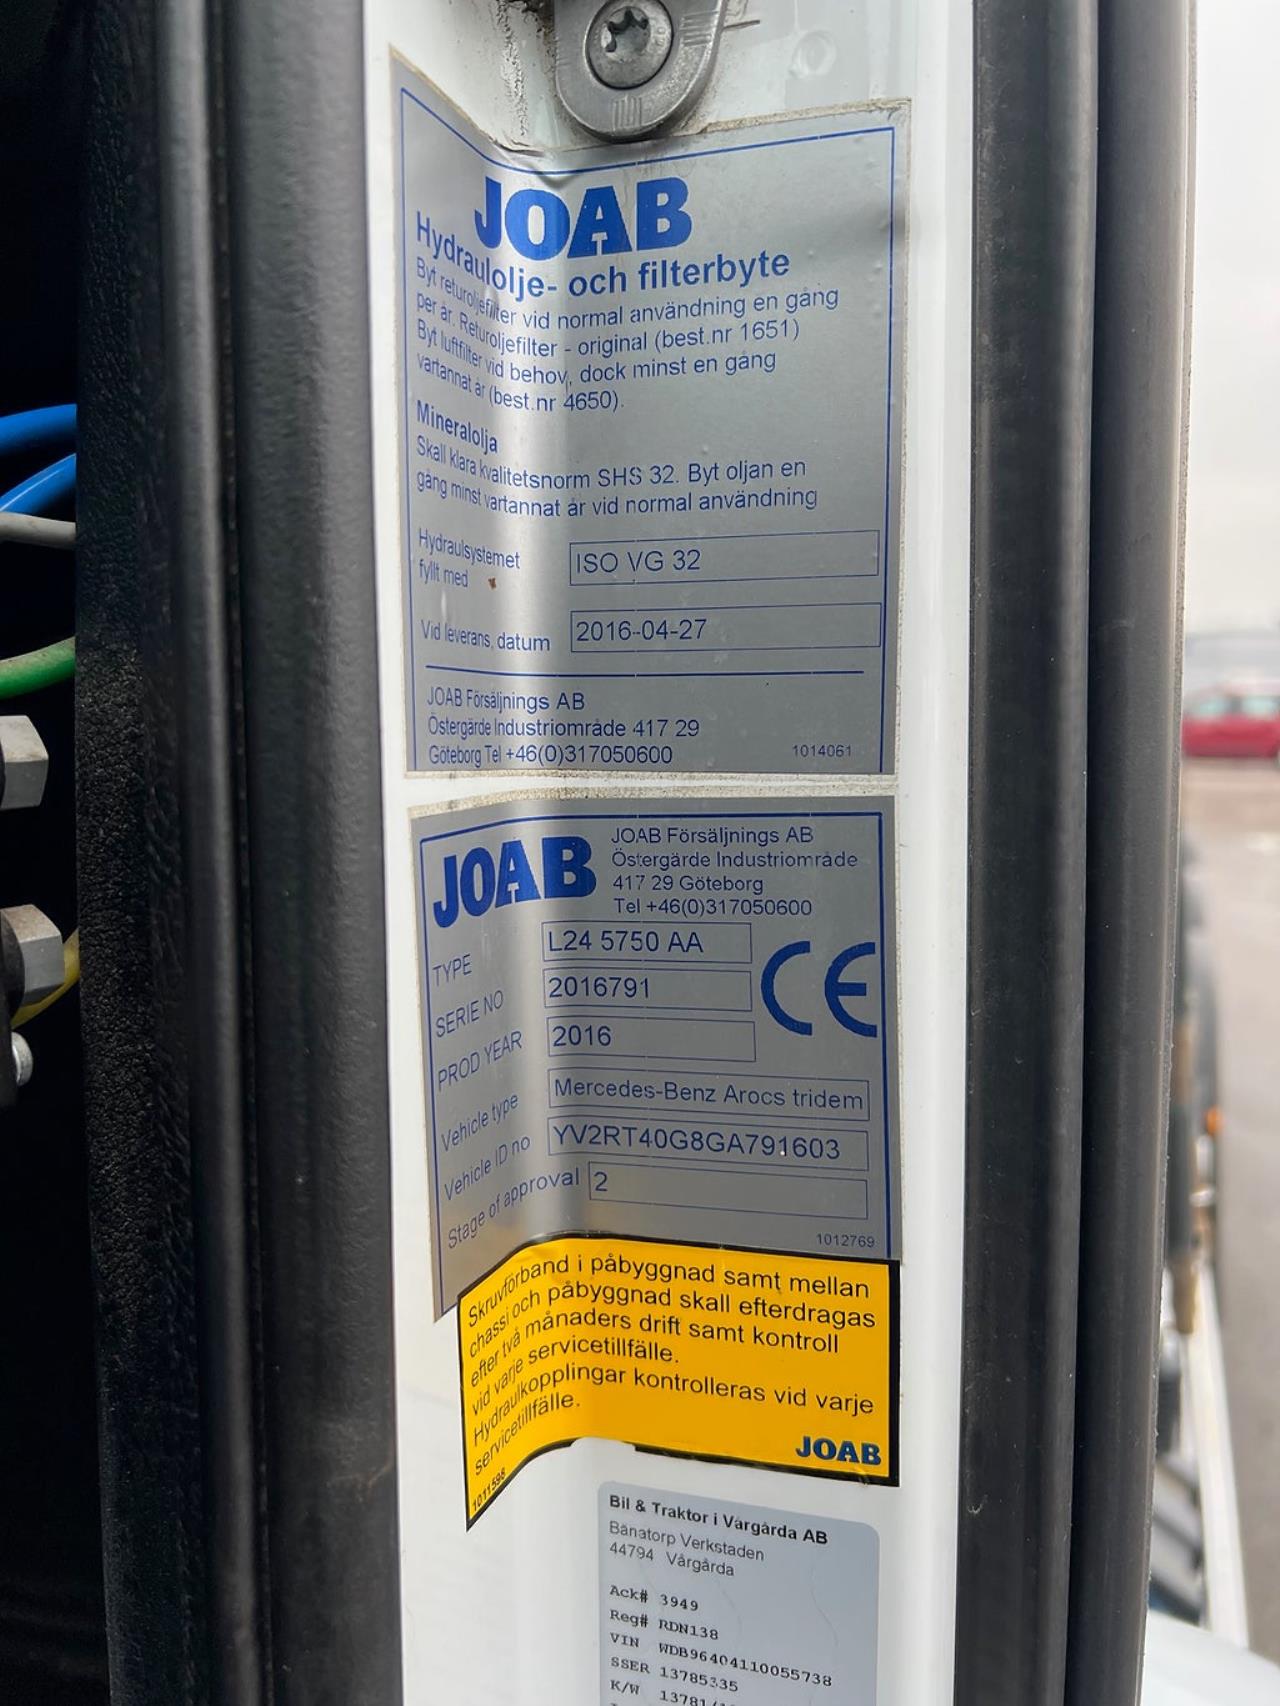 JOAB
Hydraulolje- och filterbyte
Byt returoljefilter vid normal användning en gång
per år. Returoljefilter - original (best.nr 1651)
Byt luftfilter vid behov, dock minst en gång
vartannat år (best.nr 4650).
Mineralolja
Skall klara kvalitetsnorm SHS 32. Byt oljan en
gång minst vartannat år vid normal användning
Hydraulsystemet
fyllt med
ISO VG 32
Vid leverans, datum 2016-04-27
JOAB Försäljnings AB
Östergärde Industriområde 417 29
Göteborg Tel +46(0)317050600
1014061
JOAB
JOAB Försäljnings AB
Östergärde Industriområde
417 29 Göteborg
Tel +46(0)317050600
TYPE L24 5750 AA
SERIE NO 2016791
PROD YEAR 2016
CE
Vehicle type Mercedes-Benz Arocs tridem
Vehicle ID no YV2RT40G8GA791603
Stage of approval 2
1012769
Skruvförband i påbyggnad samt mellan
chassi och påbyggnad skall efterdragas
efter två månaders drift samt kontroll
vid varje servicetillfälle.
Hydraulkopplingar kontrolleras vid varje
servicetillfälle.
1011598
JOAB
Bil & Traktor i Vårgårda AB
Bänatorp Verkstaden
44794 Vårgårda
Ack# 3949
Reg# RDN138
VIN WDB96404110055738
SSER 13785335
K/W